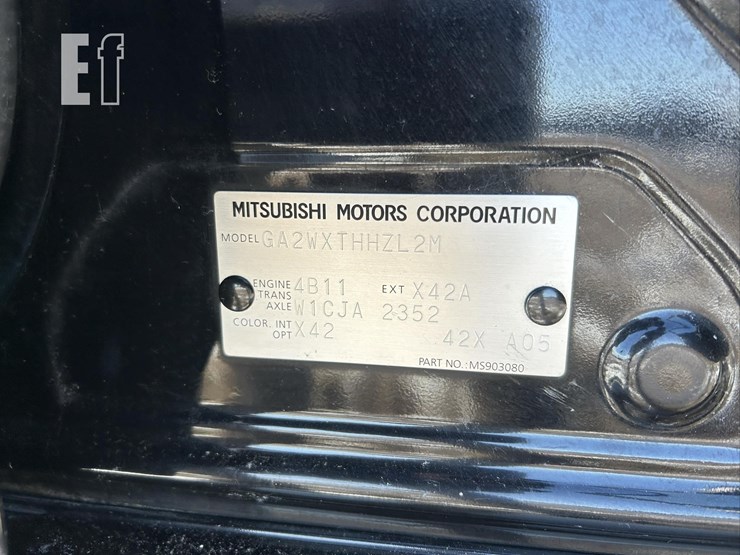 Ef
MITSUBISHI MOTORS CORPORATION
MODEL GA2WXTHHZL2M
ENGINE 4B11 EXT X42A
TRANS
AXLE W1CJA 2352
COLOR. INT
OPT X42 42X A05
PART NO.: MS903080